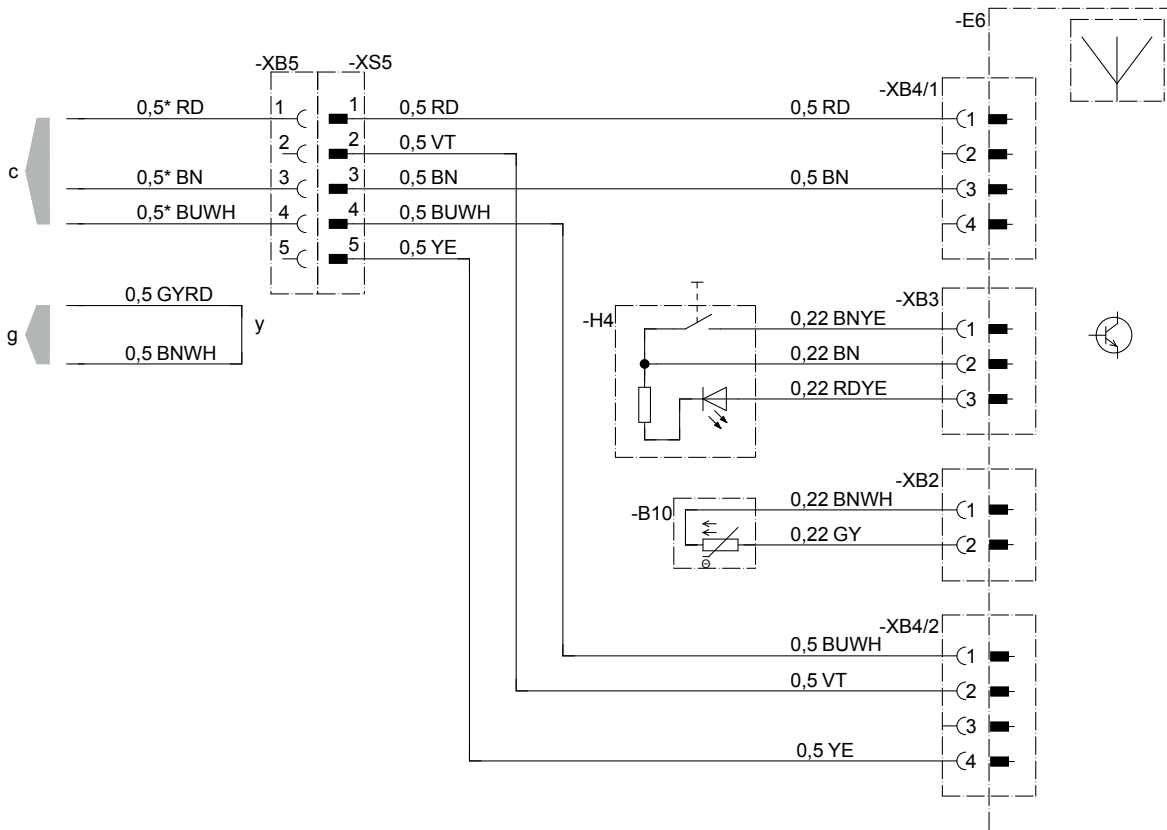 -E6
-XB5 -XS5
-XB4/1
0,5* RD 1 1 0,5 RD 0,5 RD 1
2 2 0,5 VT 2
c 0,5* BN 3 3 0,5 BN 0,5 BN 3
0,5* BUWH 4 4 0,5 BUWH 4
5 5 0,5 YE
0,5 GYRD
-XB3
g y
-H4 0,22 BNYE 1
0,5 BNWH
0,22 BN 2
0,22 RDYE 3
-XB2
-B10 0,22 BNWH 1
0,22 GY 2
Θ
-XB4/2
0,5 BUWH 1
0,5 VT 2
3
0,5 YE 4